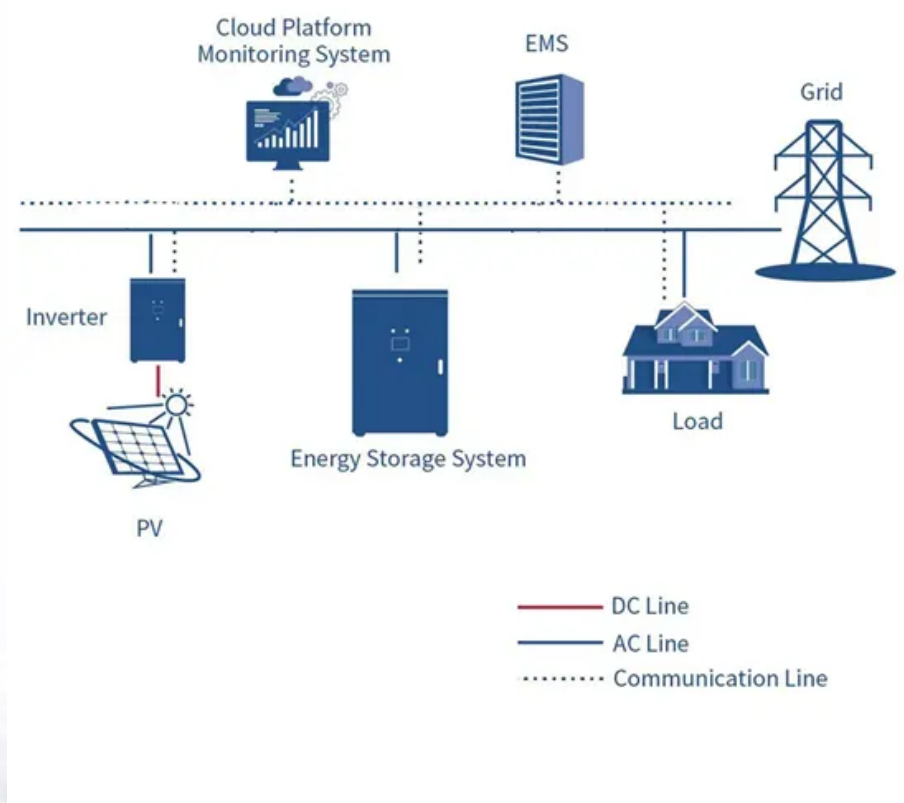 Cloud Platform
Monitoring System
EMS
Grid
Inverter
Load
Energy Storage System
PV
DC Line
AC Line
Communication Line